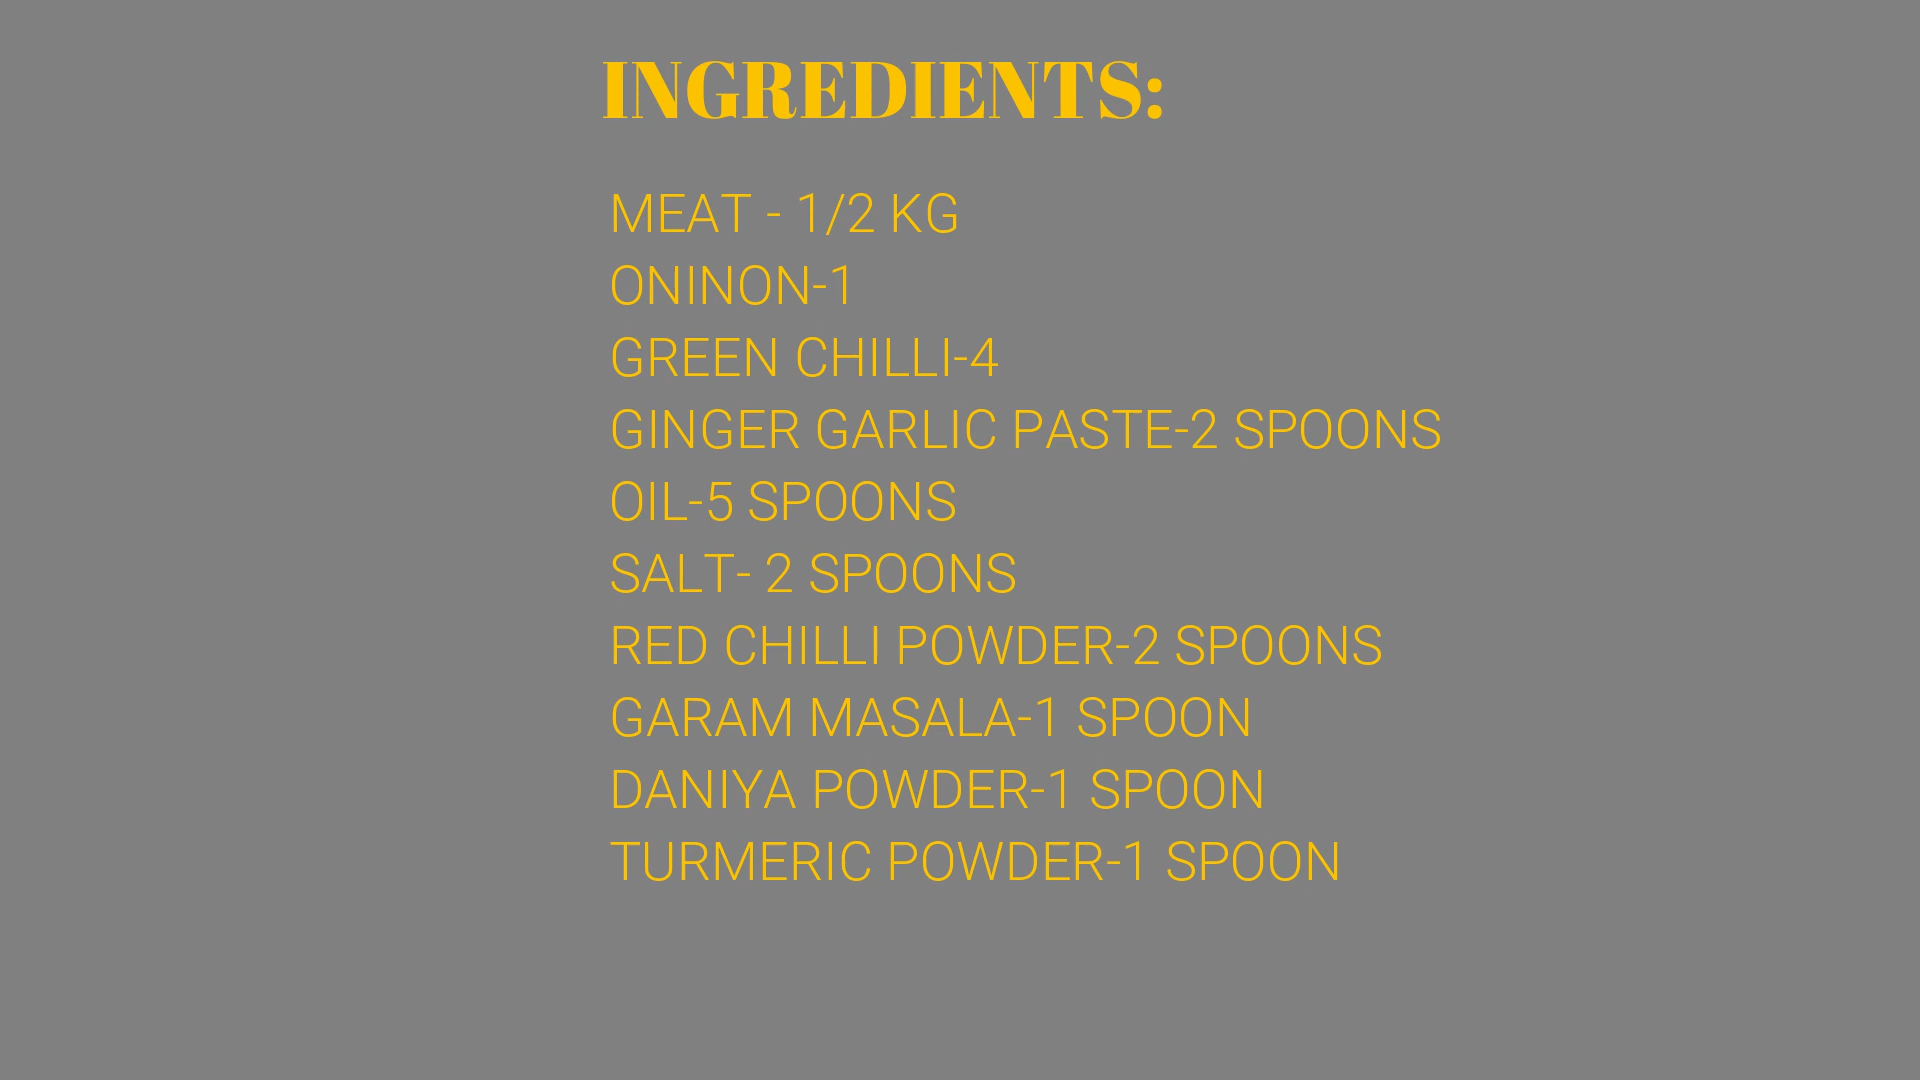 INGREDIENTS:
MEAT - 1/2 KG
ONINON-1
GREEN CHILLI-4
GINGER GARLIC PASTE-2 SPOONS
OIL-5 SPOONS
SALT- 2 SPOONS
RED CHILLI POWDER-2 SPOONS
GARAM MASALA-1 SPOON
DANIYA POWDER-1 SPOON
TURMERIC POWDER-1 SPOON